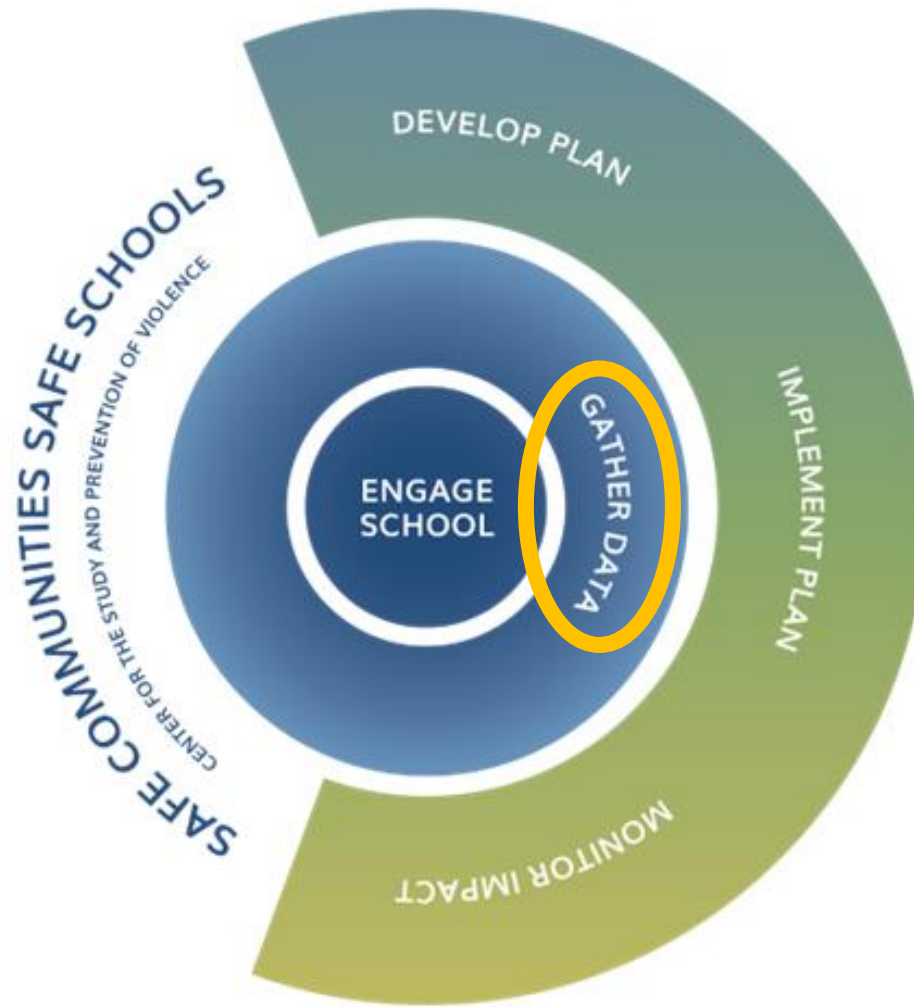 DEVELOP PLAN
IMPLEMENT PLAN
MONITOR IMPACT
GATHER DATA
ENGAGE
SCHOOL
SAFE COMMUNITIES SAFE SCHOOLS
CENTER FOR THE STUDY AND PREVENTION OF VIOLENCE